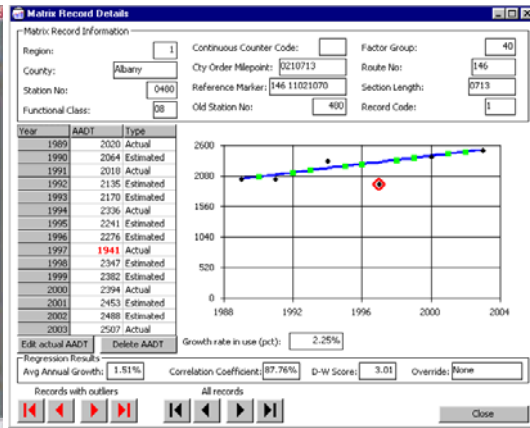 Matrix Record Details
Matrix Record Information
Region: 1 Continuous Counter Code: Factor Group: 40
County: Albany Cty Order Milepoint: 0210713 Route No: 146
Station No: 0480 Reference Marker: 146 11021070 Section Length: 0713
Functional Class: 08 Old Station No: 480 Record Code: 1
Year AADT Type
1989 2020 Actual
1990 2064 Estimated
1991 2018 Actual
1992 2135 Estimated
1993 2170 Estimated
1994 2336 Actual
1995 2241 Estimated
1996 2276 Estimated
1997 1941 Actual
1998 2347 Estimated
1999 2382 Estimated
2000 2394 Actual
2001 2453 Estimated
2002 2488 Estimated
2003 2507 Actual
2600
2080
1560
1040
520
0
1988 1992 1996 2000 2004
Edit actual AADT Delete AADT Growth rate in use (pct): 2.25%
Regression Results
Avg Annual Growth: 1.51% Correlation Coefficient: 87.76% D-W Score: 3.01 Override: None
Records with outliers All records
Close